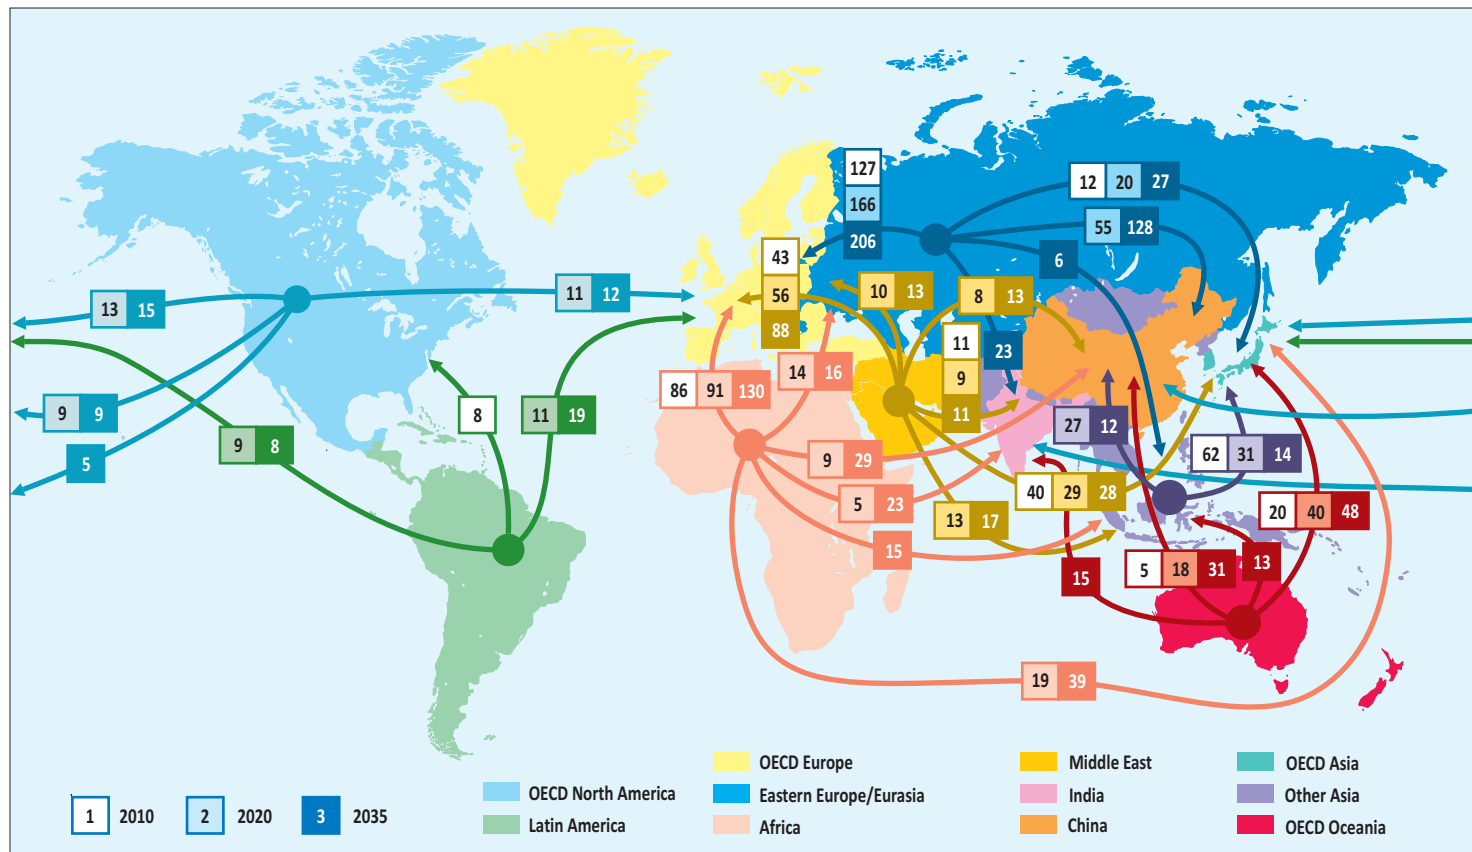 127
166
206
12 20 27
55 128
6
43
56
88
10 13
8 13
11 12
13 15
11
9
11
23
14 16
86 91 130
9 9
8
11 19
27 12
9 8
5
9 29
62 31 14
40 29 28
5 23
13 17
20 40 48
15
5 18 31
13
15
19 39
OECD Europe
Middle East
OECD Asia
OECD North America
Eastern Europe/Eurasia
India
Other Asia
1 2010
2 2020
3 2035
Latin America
Africa
China
OECD Oceania